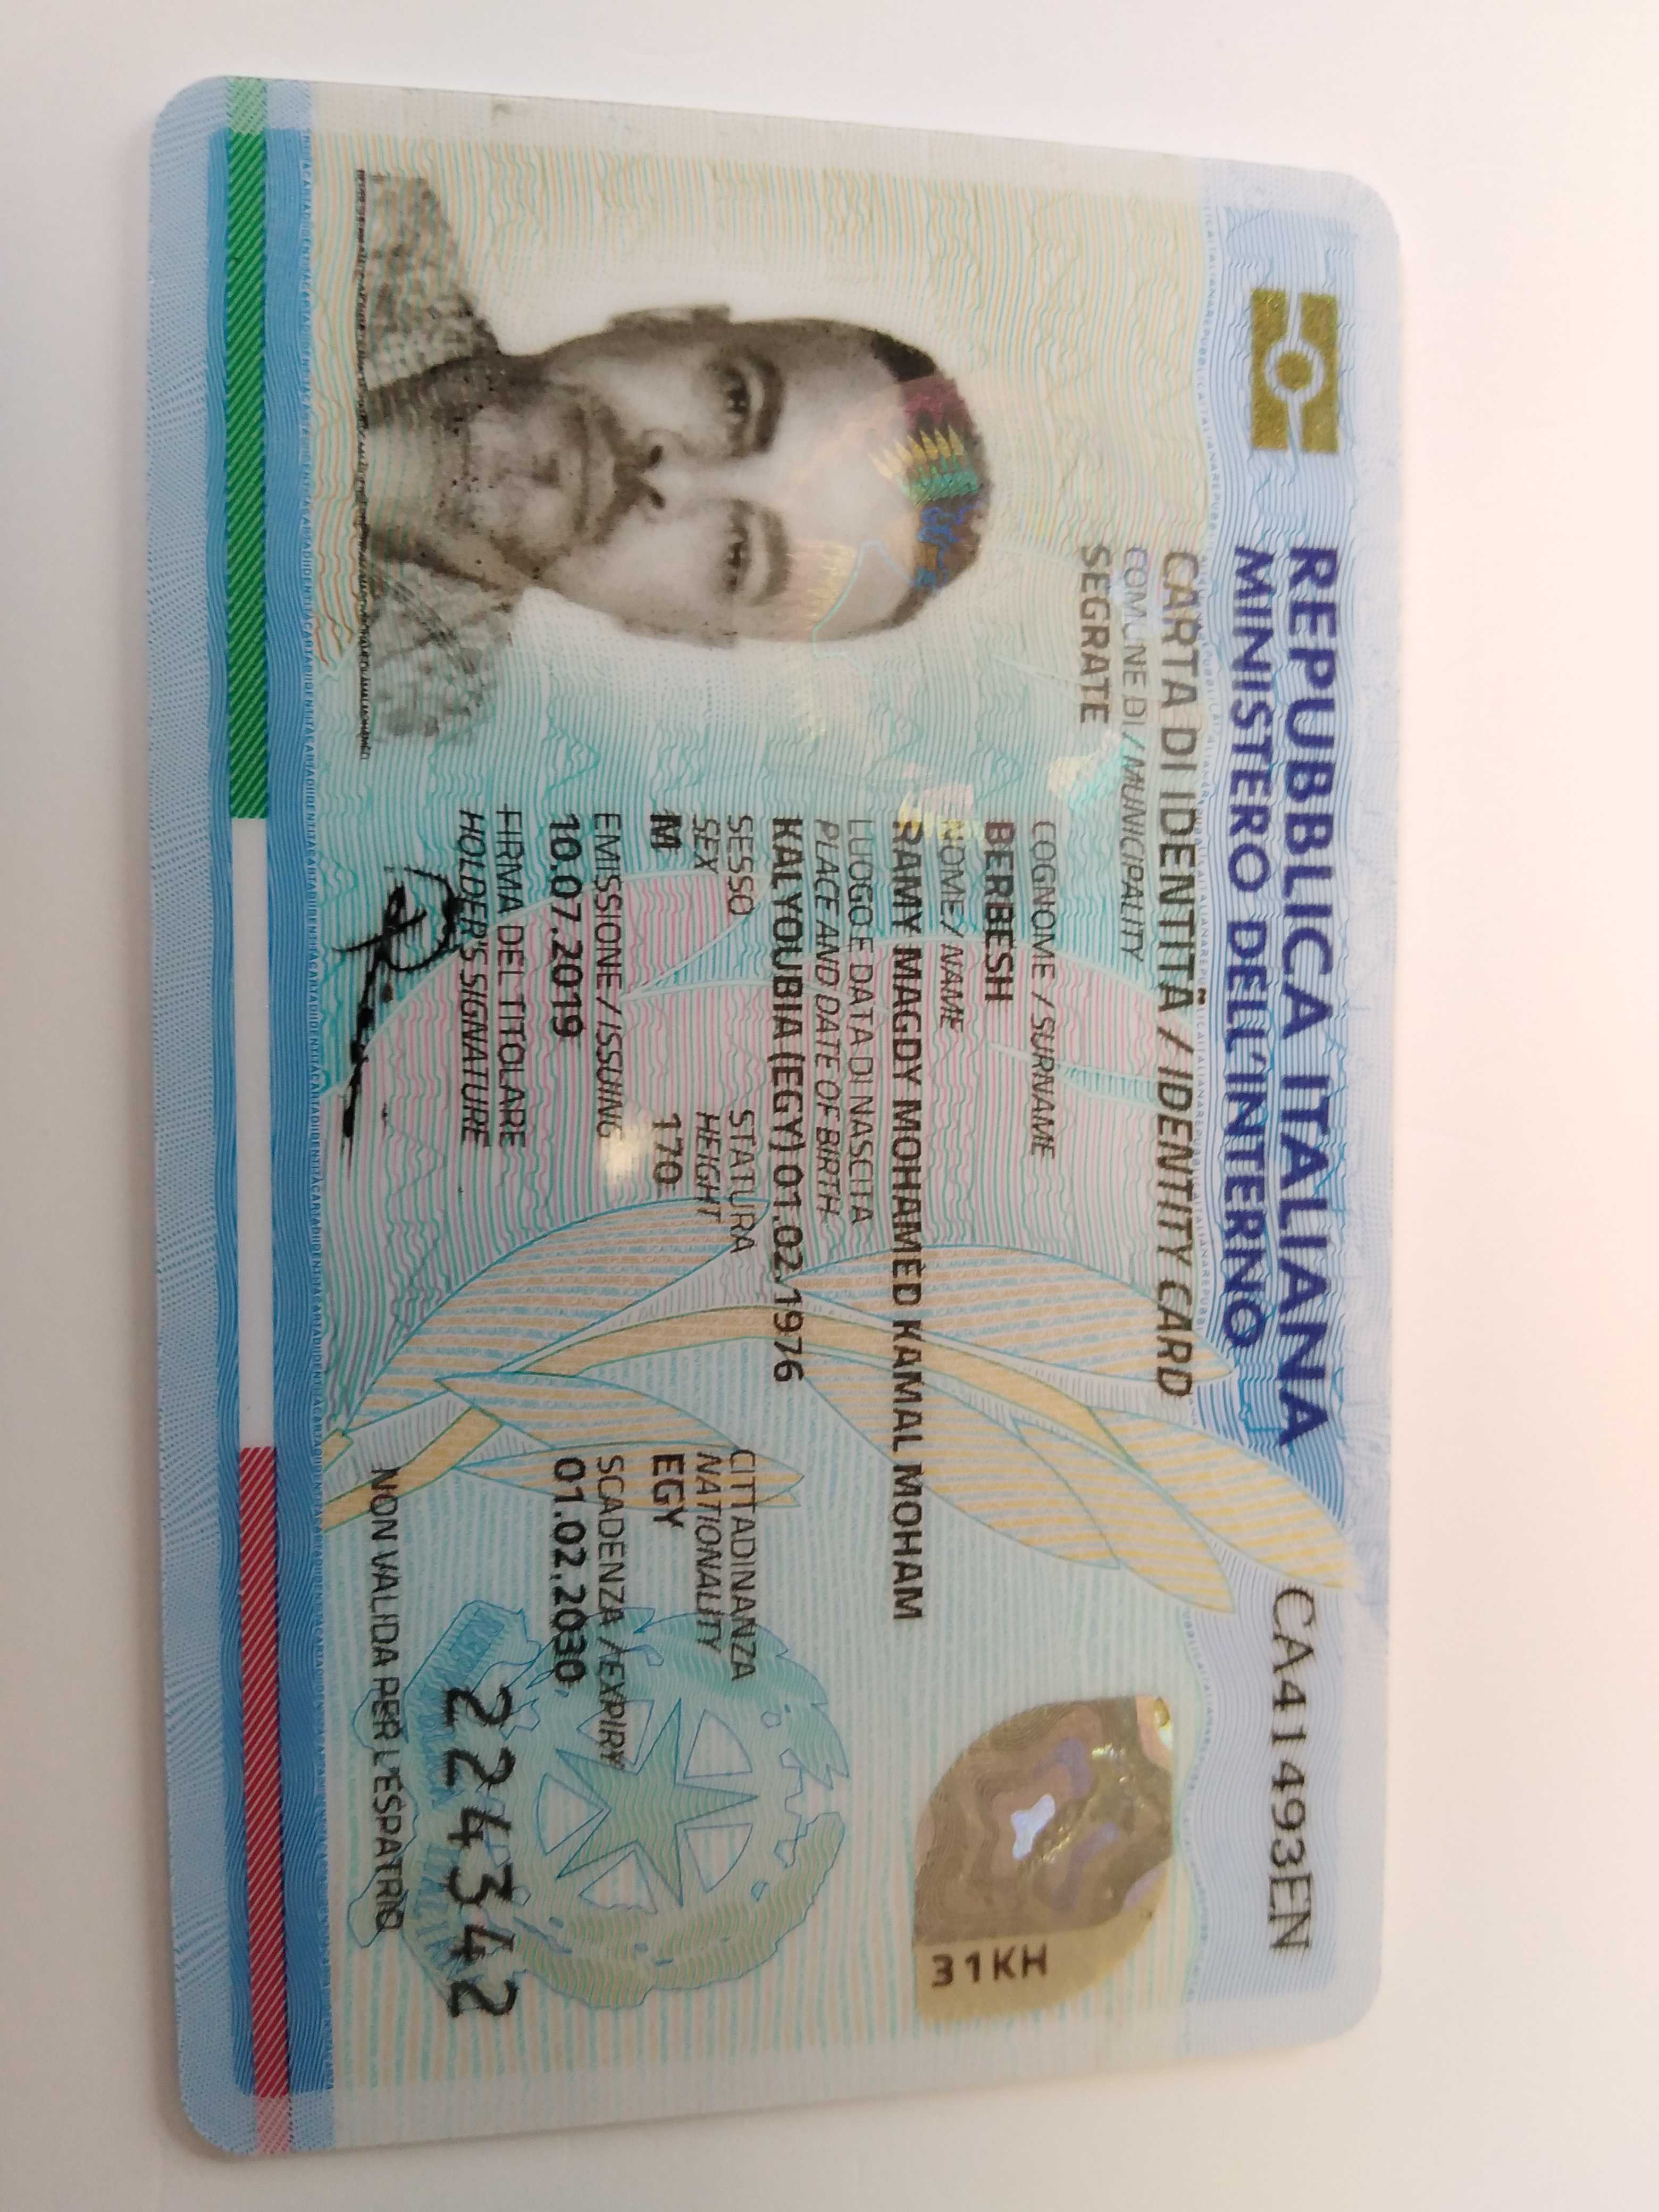 REPUBBLICA ITALIANA
CA41493EN
MINISTERO DELL'INTERNO
CARTA DI IDENTITÀ / IDENTITY CARD
COMUNE DI / MUNICIPALITY
SEGRATE
COGNOME / SURNAME
BERBESH
NOME / NAME
RAMY MAGDY MOHAMED KAMAL MOHAM
LUOGO E DATA DI NASCITA
PLACE AND DATE OF BIRTH
KALYOUBIA (EGY) 01.02.1976
SESSO STATURA CITTADINANZA
SEX HEIGHT NATIONALITY
M 170 EGY
EMISSIONE / ISSUING SCADENZA / EXPIRY
10.07.2019 01.02.2030
FIRMA DEL TITOLARE
HOLDER'S SIGNATURE
224342
NON VALIDA PER L'ESPATRIO
31KH